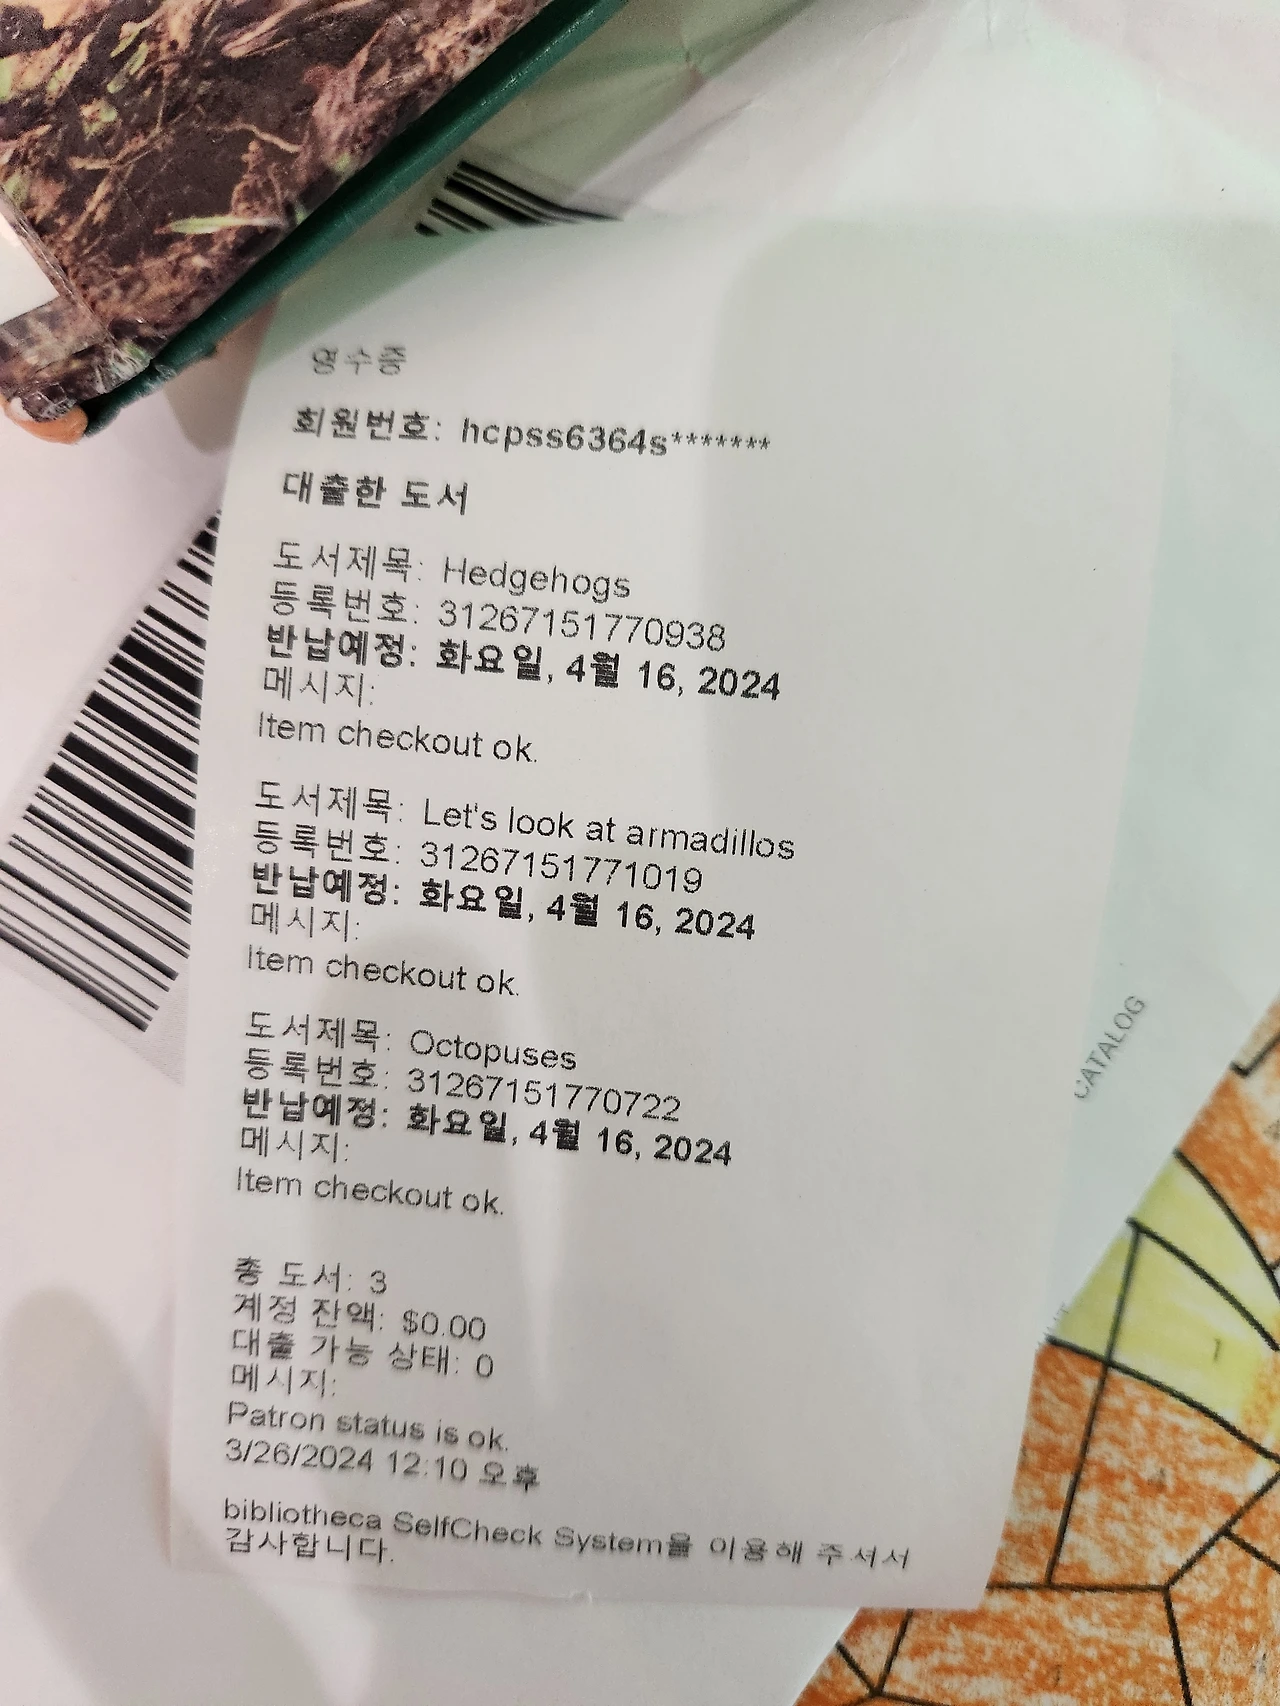 영수증
회원번호: hcpss6364s*******
대출한 도서
도서제목: Hedgehogs
등록번호: 31267151770938
반납예정: 화요일, 4월 16, 2024
메시지:
Item checkout ok.
도서제목: Let's look at armadillos
등록번호: 31267151771019
반납예정: 화요일, 4월 16, 2024
메시지:
Item checkout ok.
도서제목: Octopuses
등록번호: 31267151770722
반납예정: 화요일, 4월 16, 2024
메시지:
Item checkout ok.
총 도서: 3
계정 잔액: $0.00
대출 가능 상태: 0
메시지:
Patron status is ok.
3/26/2024 12:10 오후
bibliotheca SelfCheck System을 이용해 주셔서
감사합니다.
CATALOG
1